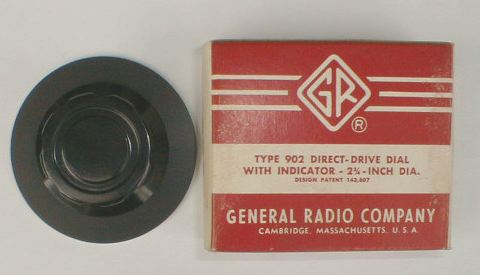 GR
®
TYPE 902 DIRECT-DRIVE DIAL
WITH INDICATOR - 2¾-INCH DIA.
DESIGN PATENT 142,607
GENERAL RADIO COMPANY
CAMBRIDGE, MASSACHUSETTS, U. S. A.